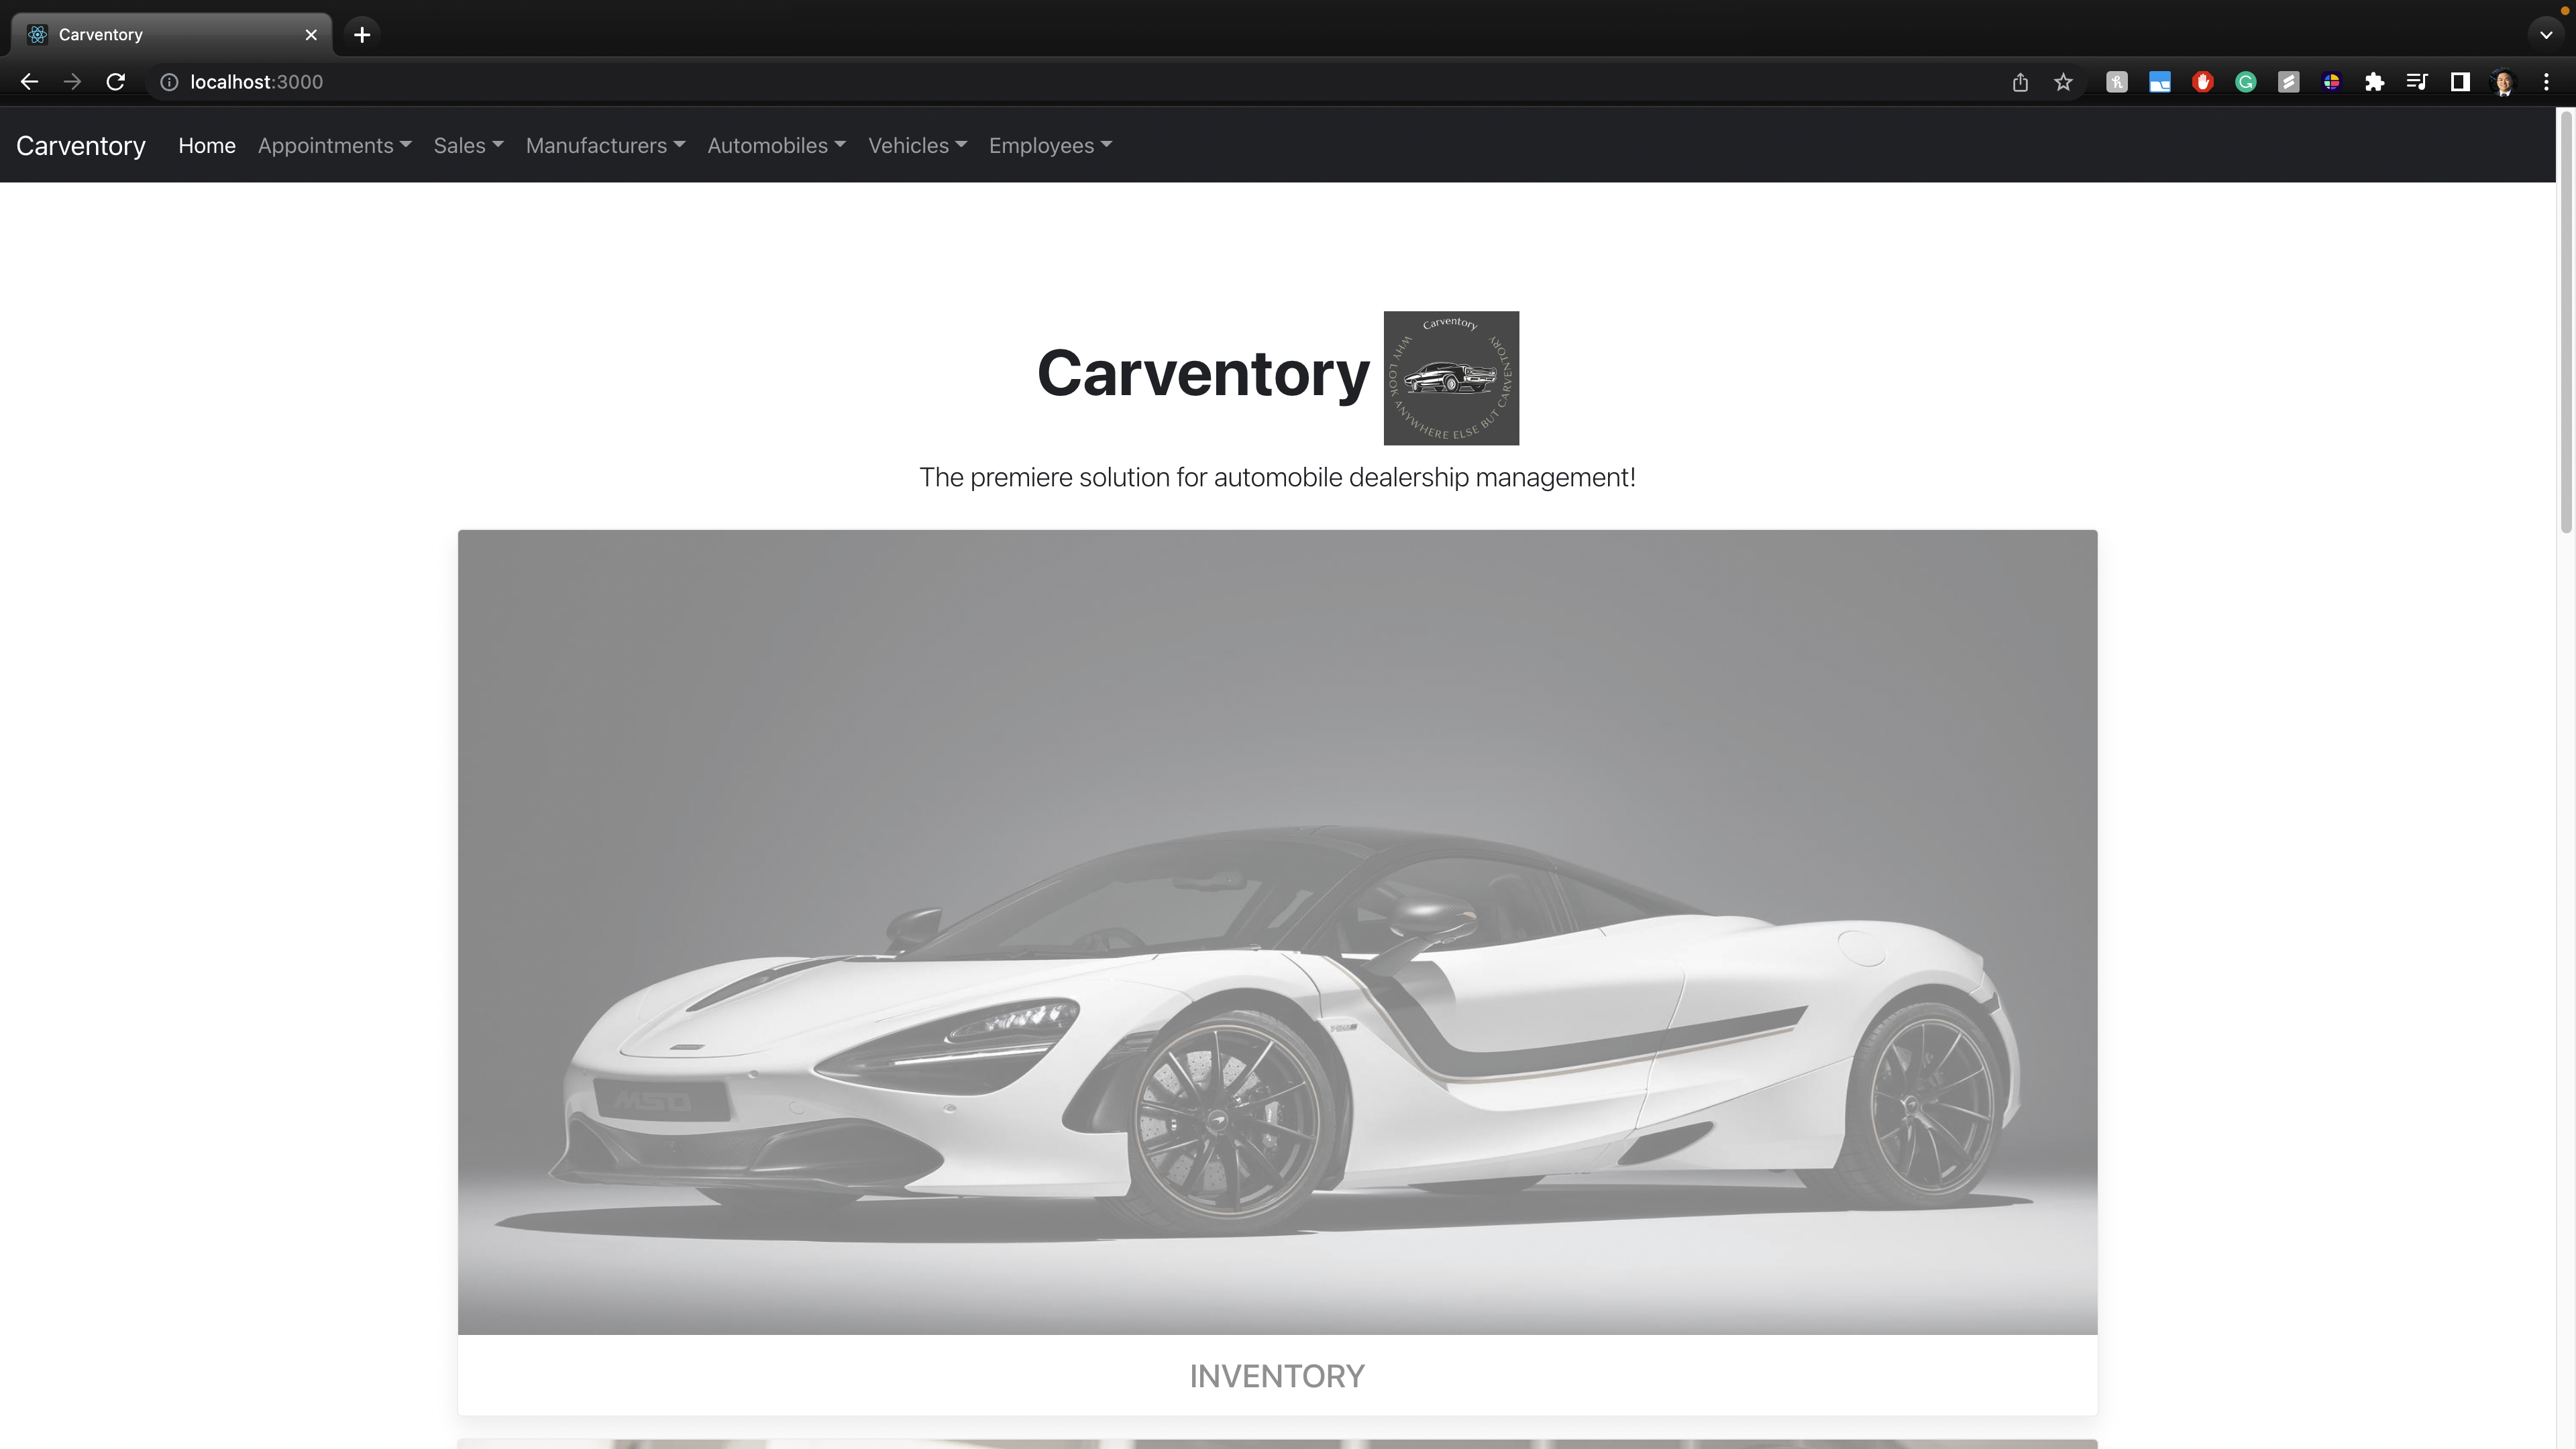 Carventory
localhost:3000
Carventory Home Appointments Sales Manufacturers Automobiles Vehicles Employees
Carventory
Carventory
WHY LOOK ANYWHERE ELSE BUT CARVENTORY
The premiere solution for automobile dealership management!
MSO
720S
INVENTORY